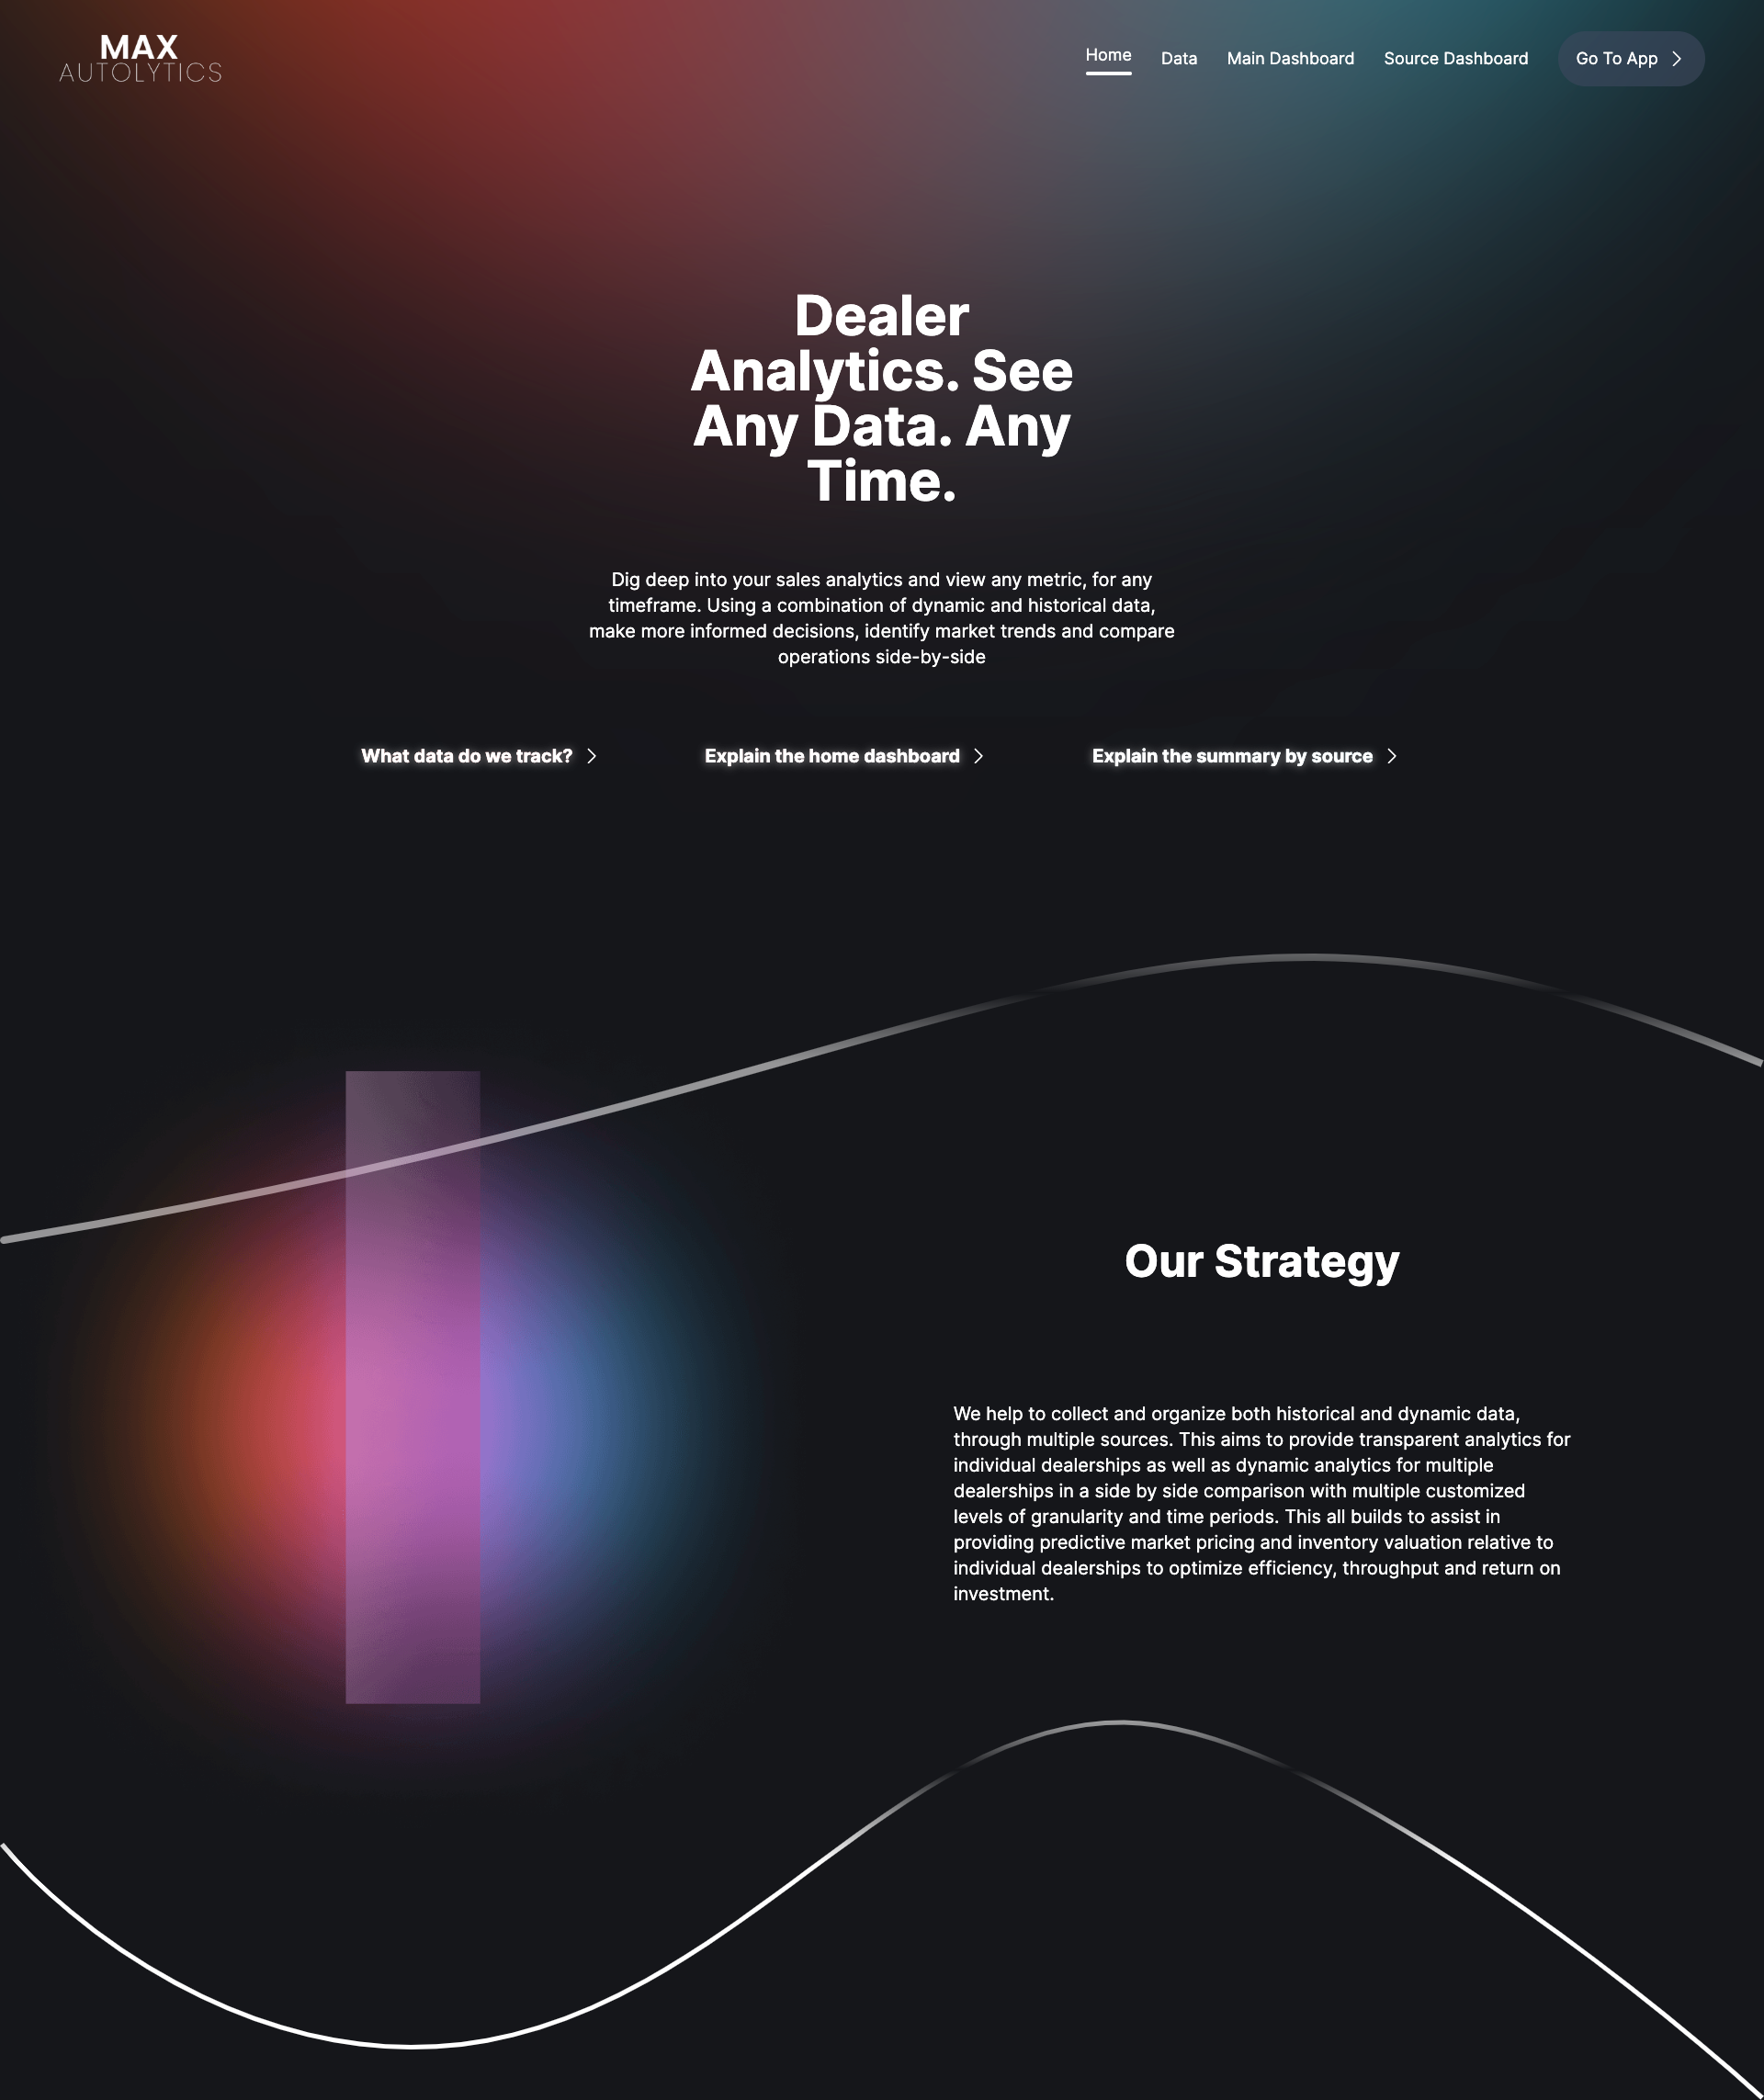 MAX
AUTOLYTICS
Home
Data
Main Dashboard
Source Dashboard
Go To App
Dealer
Analytics. See
Any Data. Any
Time.
Dig deep into your sales analytics and view any metric, for any
timeframe. Using a combination of dynamic and historical data,
make more informed decisions, identify market trends and compare
operations side-by-side
What data do we track?
Explain the home dashboard
Explain the summary by source
Our Strategy
We help to collect and organize both historical and dynamic data,
through multiple sources. This aims to provide transparent analytics for
individual dealerships as well as dynamic analytics for multiple
dealerships in a side by side comparison with multiple customized
levels of granularity and time periods. This all builds to assist in
providing predictive market pricing and inventory valuation relative to
individual dealerships to optimize efficiency, throughput and return on
investment.